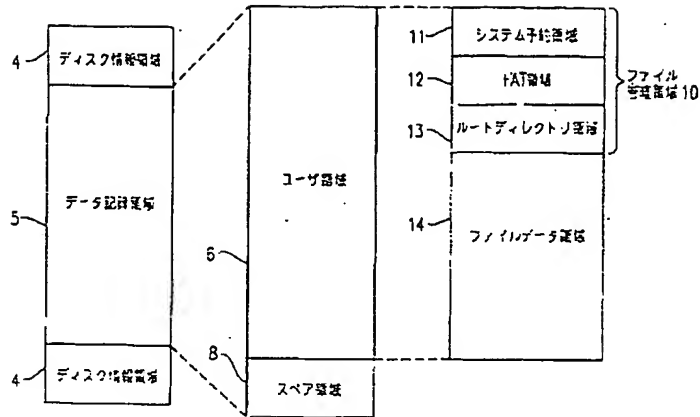 4
ディスク情報領域
5
データ記録領域
4
ディスク情報領域
6
ユーザ領域
8
スペア領域
11
システム予約領域
12
FAT領域
13
ルートディレクトリ領域
ファイル
管理領域 10
14
ファイルデータ領域